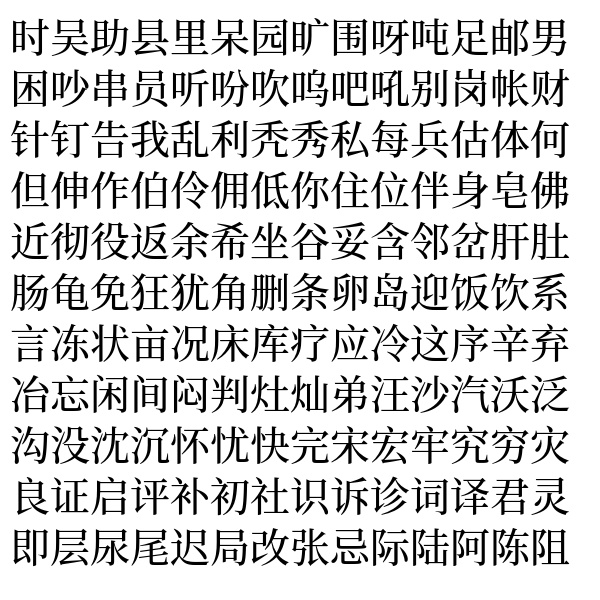 时吴助县里呆园旷围呀吨足邮男
困吵串员听吩吹呜吧吼别岗帐财
针钉告我乱利秃秀私每兵估体何
但伸作伯伶佣低你住位伴身皂佛
近彻役返余希坐谷妥含邻岔肝肚
肠龟免狂犹角删条卵岛迎饭饮系
言冻状亩况床库疗应冷这序辛弃
冶忘闲间闷判灶灿弟汪沙汽沃泛
沟没沈沉怀忧快完宋宏牢究穷灾
良证启评补初社识诉诊词译君灵
即层尿尾迟局改张忌际陆阿陈阻